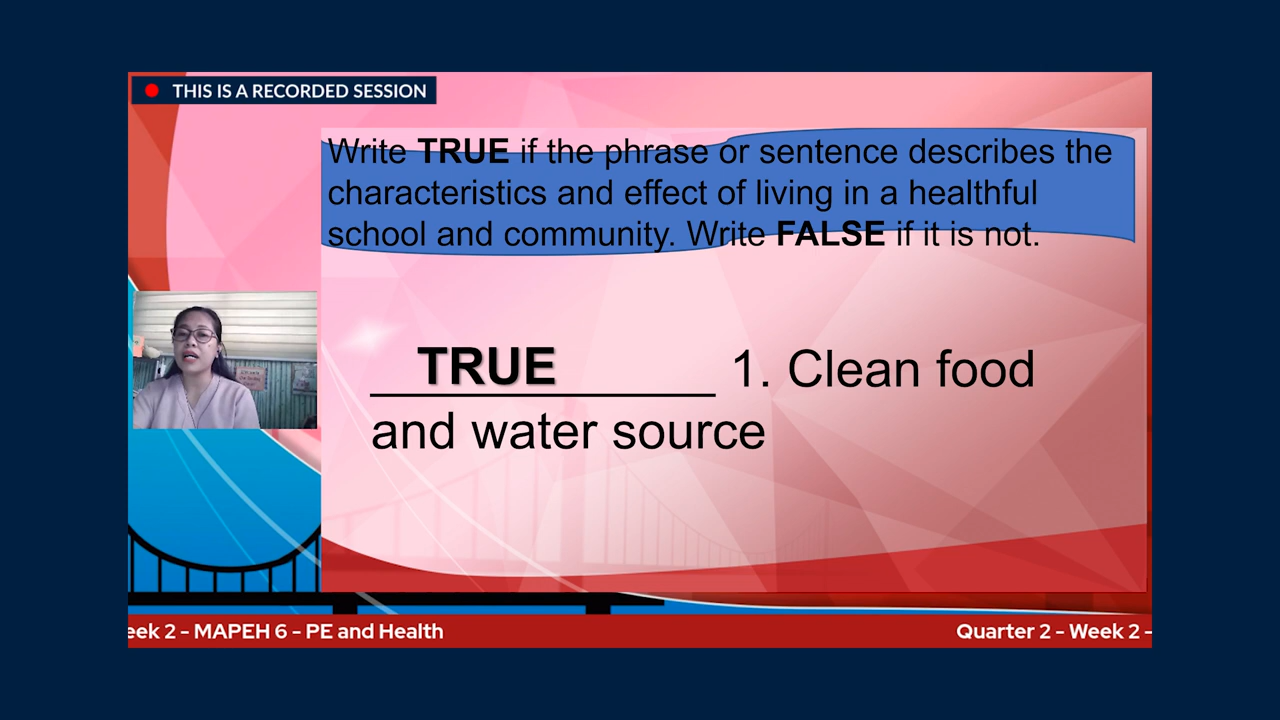 THIS IS A RECORDED SESSION
Write TRUE if the phrase or sentence describes the
characteristics and effect of living in a healthful
school and community. Write FALSE if it is not.
TRUE 1. Clean food
and water source
eek 2 - MAPEH 6 - PE and Health
Quarter 2 - Week 2 -